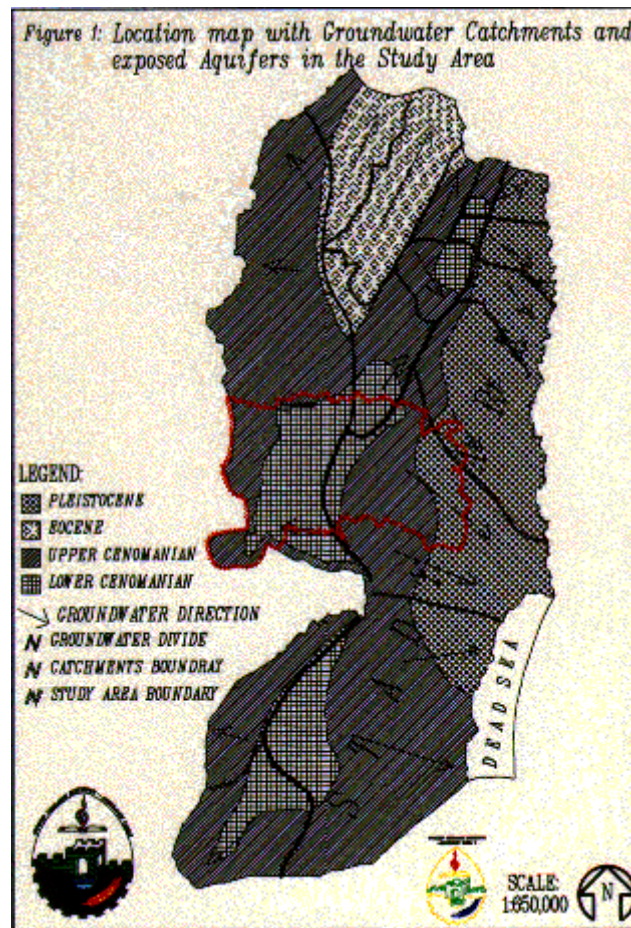 Figure 1: Location map with Groundwater Catchments and
exposed Aquifers in the Study Area
LEGEND:
PLEISTOCENE
EOCENE
UPPER CENOMANIAN
LOWER CENOMANIAN
GROUNDWATER DIRECTION
N GROUNDWATER DIVIDE
N CATCHMENTS BOUNDRAY
N STUDY AREA BOUNDARY
DEAD SEA
SCALE:
1:650,000
N